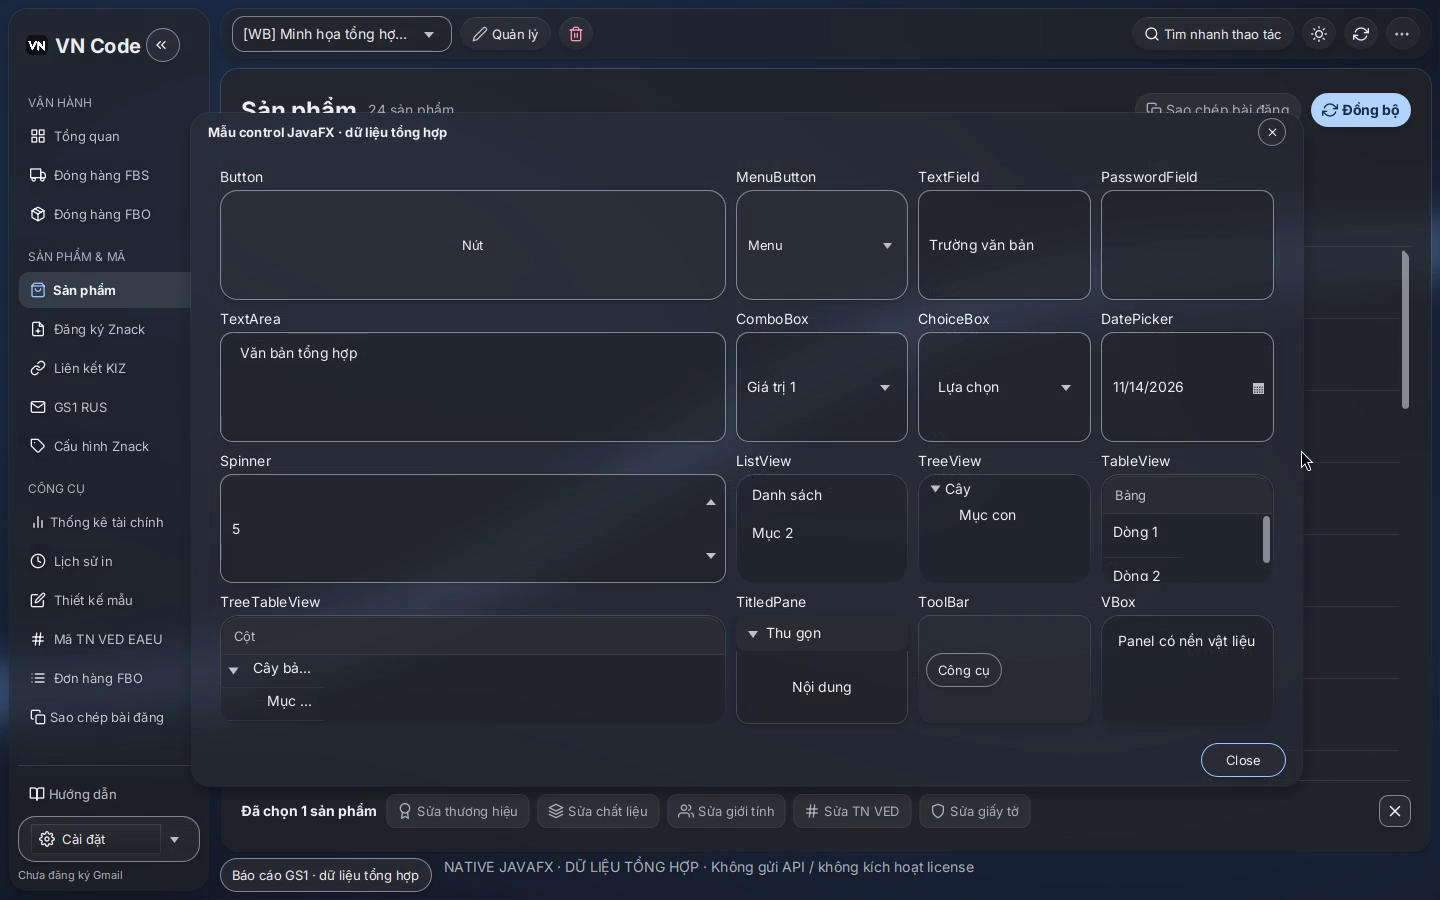 VN VN Code
VẬN HÀNH
Tổng quan
Đóng hàng FBS
Đóng hàng FBO
SẢN PHẨM & MÃ
Sản phẩm
Đăng ký Znack
Liên kết KIZ
GS1 RUS
Cấu hình Znack
CÔNG CỤ
Thống kê tài chính
Lịch sử in
Thiết kế mẫu
Mã TN VED EAEU
Đơn hàng FBO
Sao chép bài đăng
Hướng dẫn
Cài đặt
Chưa đăng ký Gmail
[WB] Minh họa tổng hợ...
Quản lý
Tìm nhanh thao tác
Sản phẩm 24 sản phẩm
Sao chép bài đăng
Đồng bộ
Mẫu control JavaFX · dữ liệu tổng hợp
Button
Nút
MenuButton
Menu
TextField
Trường văn bản
PasswordField
TextArea
Văn bản tổng hợp
ComboBox
Giá trị 1
ChoiceBox
Lựa chọn
DatePicker
11/14/2026
Spinner
5
ListView
Danh sách
Mục 2
TreeView
Cây
Mục con
TableView
Bảng
Dòng 1
Dòng 2
TreeTableView
Cột
Cây bả...
Mục ...
TitledPane
Thu gọn
Nội dung
ToolBar
Công cụ
VBox
Panel có nền vật liệu
Close
Đã chọn 1 sản phẩm
Sửa thương hiệu
Sửa chất liệu
Sửa giới tính
Sửa TN VED
Sửa giấy tờ
Báo cáo GS1 · dữ liệu tổng hợp
NATIVE JAVAFX · DỮ LIỆU TỔNG HỢP · Không gửi API / không kích hoạt license